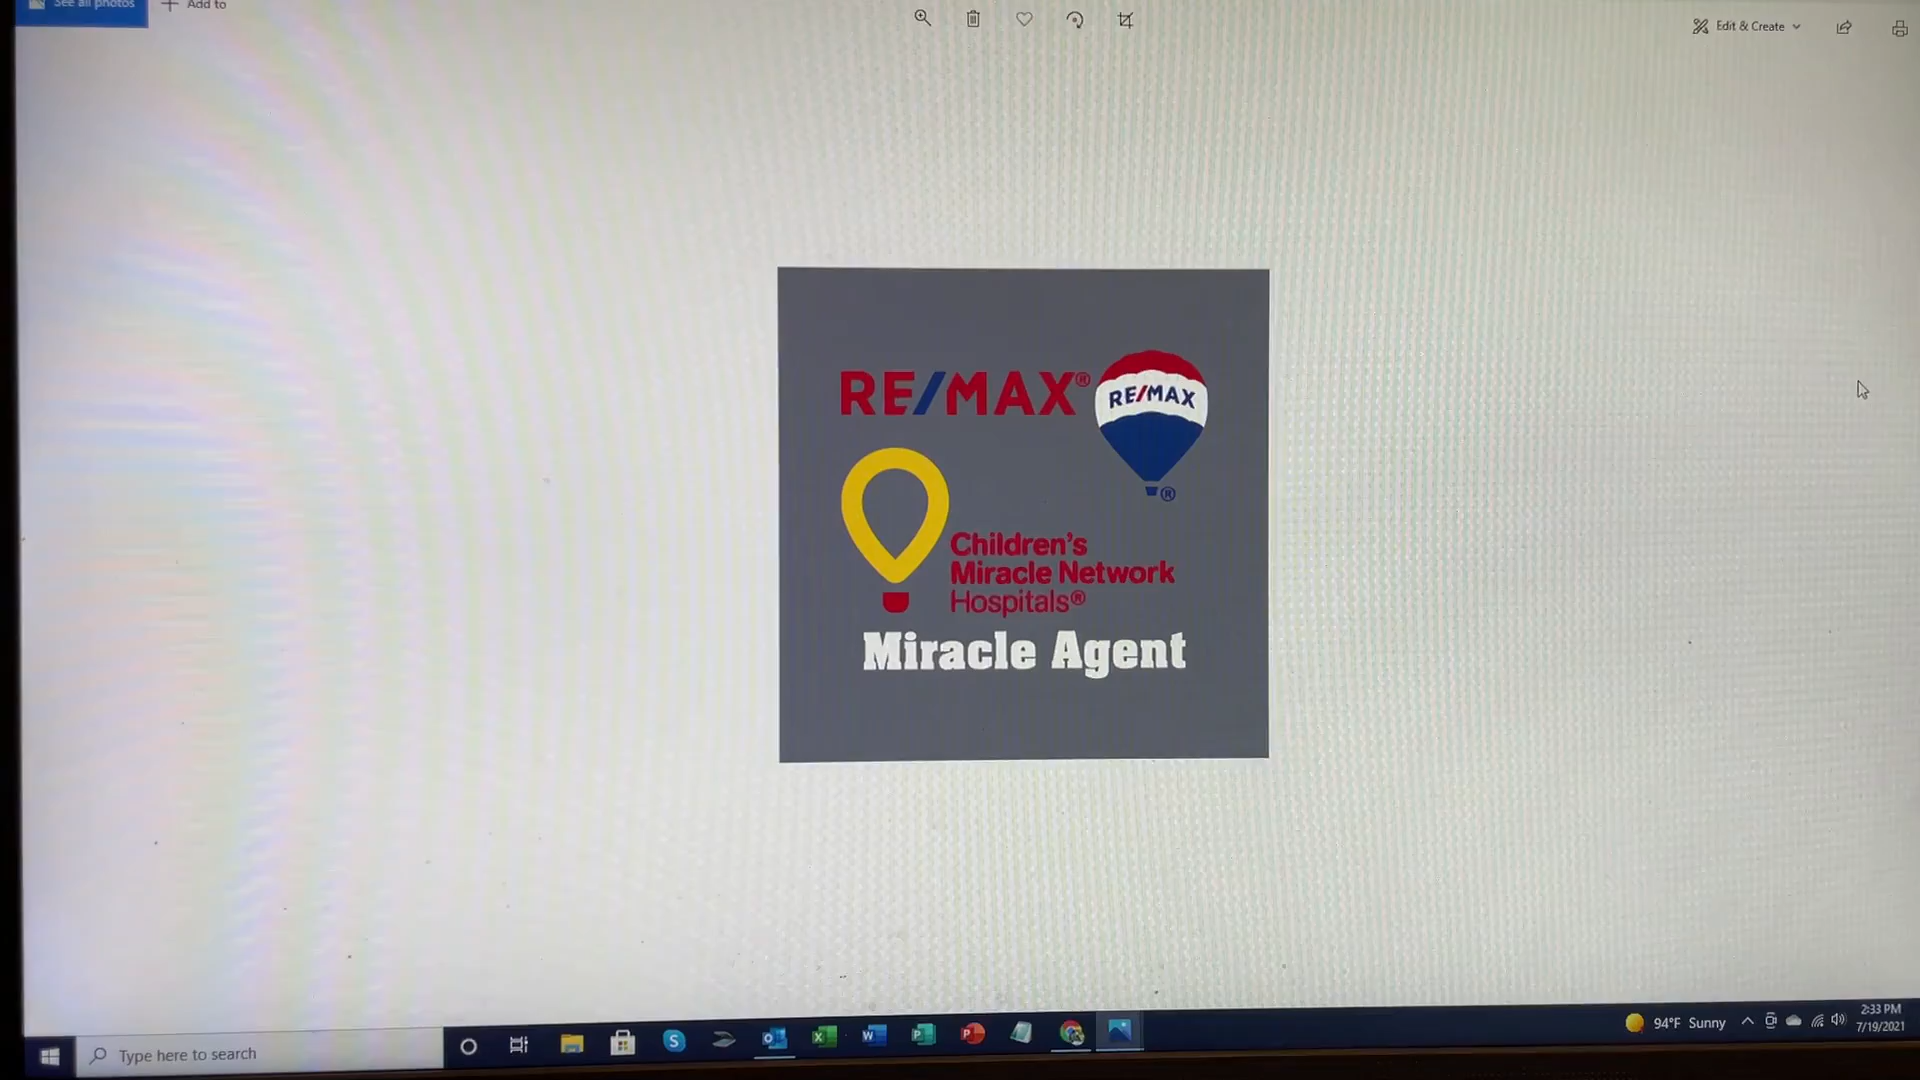 See all photos
Add to
Edit & Create
RE/MAX®
RE/MAX
®
Children's
Miracle Network
Hospitals®
Miracle Agent
Type here to search
94°F Sunny
2:33 PM
7/19/2021